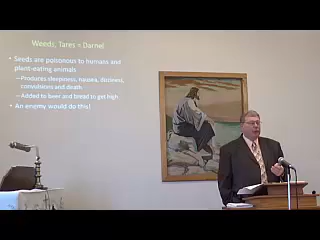 Weeds, Tares = Darnel
• Seeds are poisonous to humans and
plant-eating animals
–Produces sleepiness, nausea, dizziness,
convulsions and death
–Added to beer and bread to get high
• An enemy would do this!